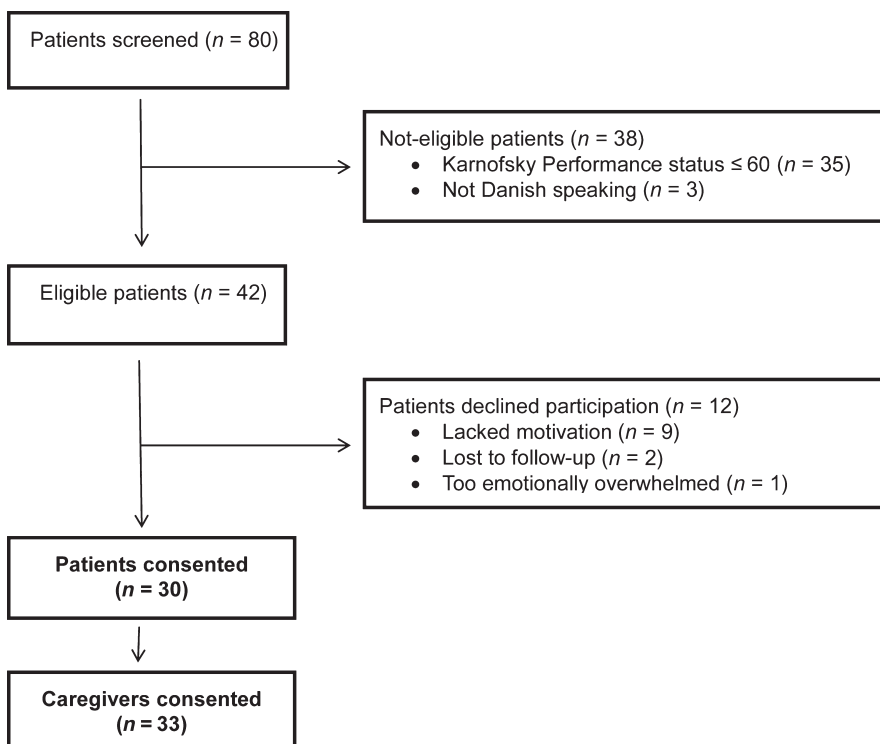 Patients screened (n = 80)
Not-eligible patients (n = 38)
• Karnofsky Performance status ≤ 60 (n = 35)
• Not Danish speaking (n = 3)
Eligible patients (n = 42)
Patients declined participation (n = 12)
• Lacked motivation (n = 9)
• Lost to follow-up (n = 2)
• Too emotionally overwhelmed (n = 1)
Patients consented
(n = 30)
Caregivers consented
(n = 33)